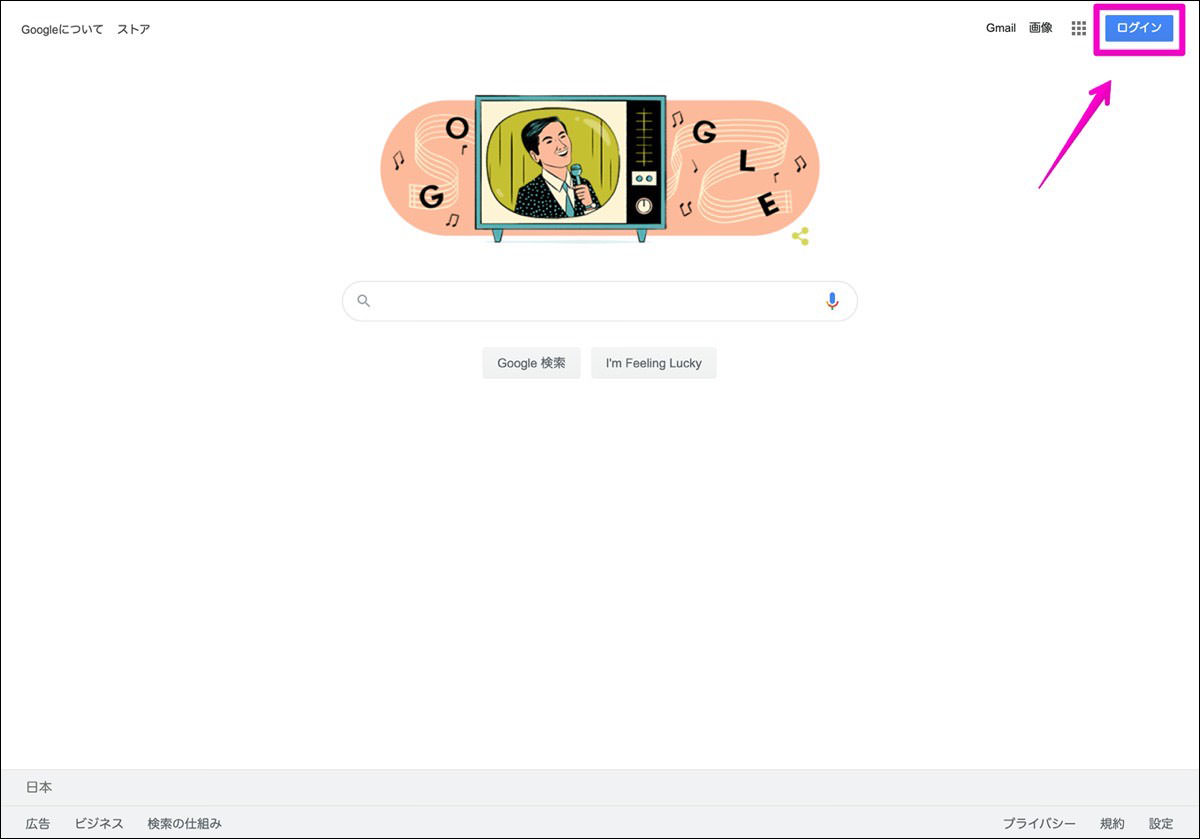 Googleについて ストア
Gmail 画像 ログイン
G O G L E
Google 検索 I'm Feeling Lucky
日本
広告 ビジネス 検索の仕組み プライバシー 規約 設定